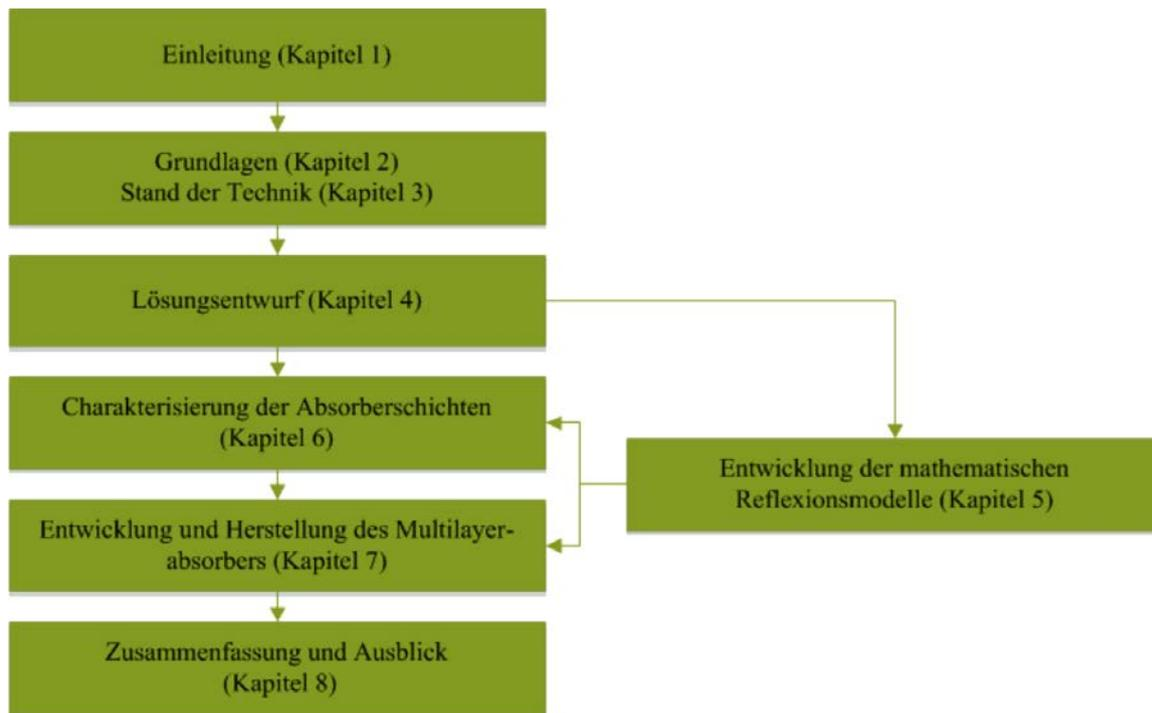 Einleitung (Kapitel 1)
Grundlagen (Kapitel 2)
Stand der Technik (Kapitel 3)
Lösungsentwurf (Kapitel 4)
Charakterisierung der Absorberschichten
(Kapitel 6)
Entwicklung der mathematischen
Reflexionsmodelle (Kapitel 5)
Entwicklung und Herstellung des Multilayer-
absorbers (Kapitel 7)
Zusammenfassung und Ausblick
(Kapitel 8)